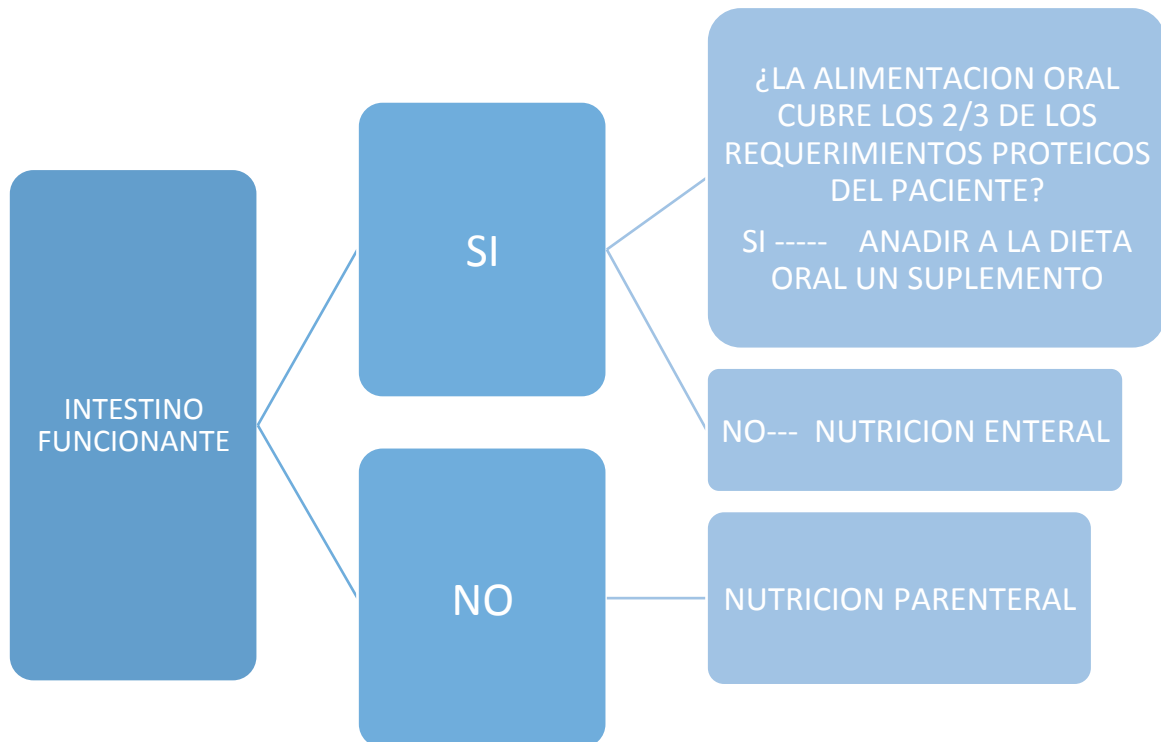 INTESTINO
FUNCIONANTE
SI
¿LA ALIMENTACION ORAL
CUBRE LOS 2/3 DE LOS
REQUERIMIENTOS PROTEICOS
DEL PACIENTE?
SI ----- ANADIR A LA DIETA
ORAL UN SUPLEMENTO
NO--- NUTRICION ENTERAL
NO
NUTRICION PARENTERAL